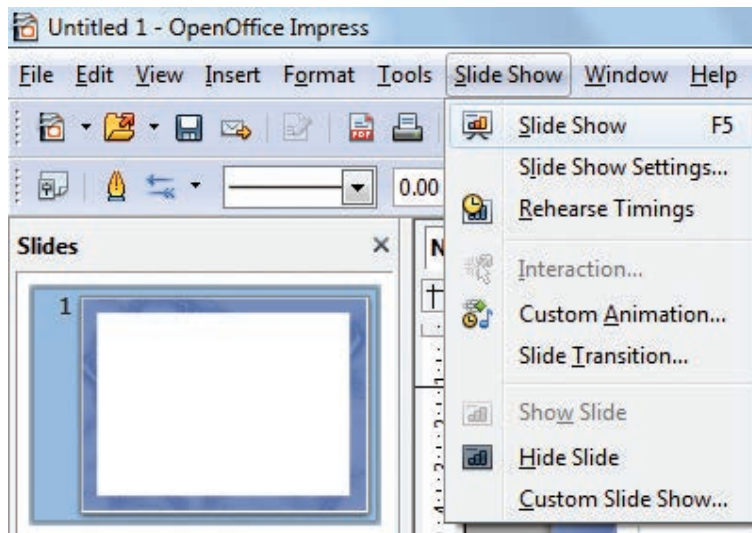 Untitled 1 - OpenOffice Impress
File Edit View Insert Format Tools Slide Show Window Help
PDF
0.00
Slides
N
1
Slide Show F5
Slide Show Settings...
Rehearse Timings
Interaction...
Custom Animation...
Slide Transition...
Show Slide
Hide Slide
Custom Slide Show...